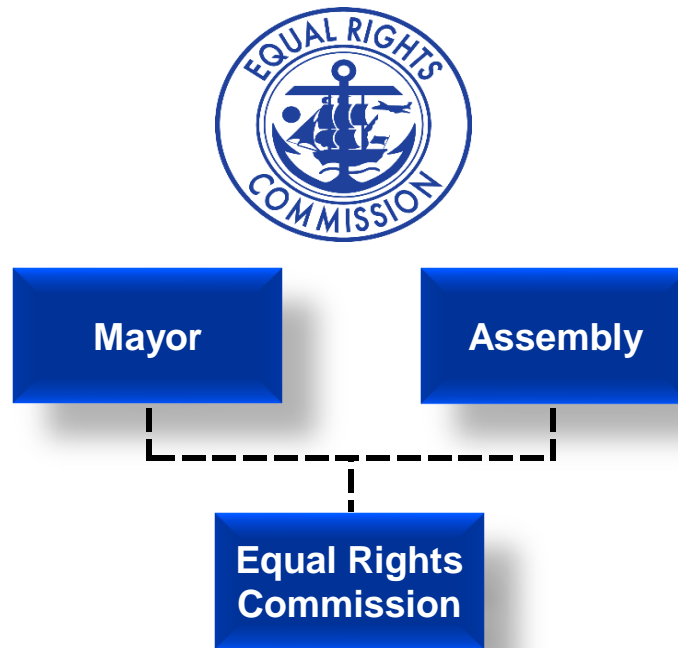 EQUAL RIGHTS
COMMISSION
Mayor
Assembly
Equal Rights
Commission